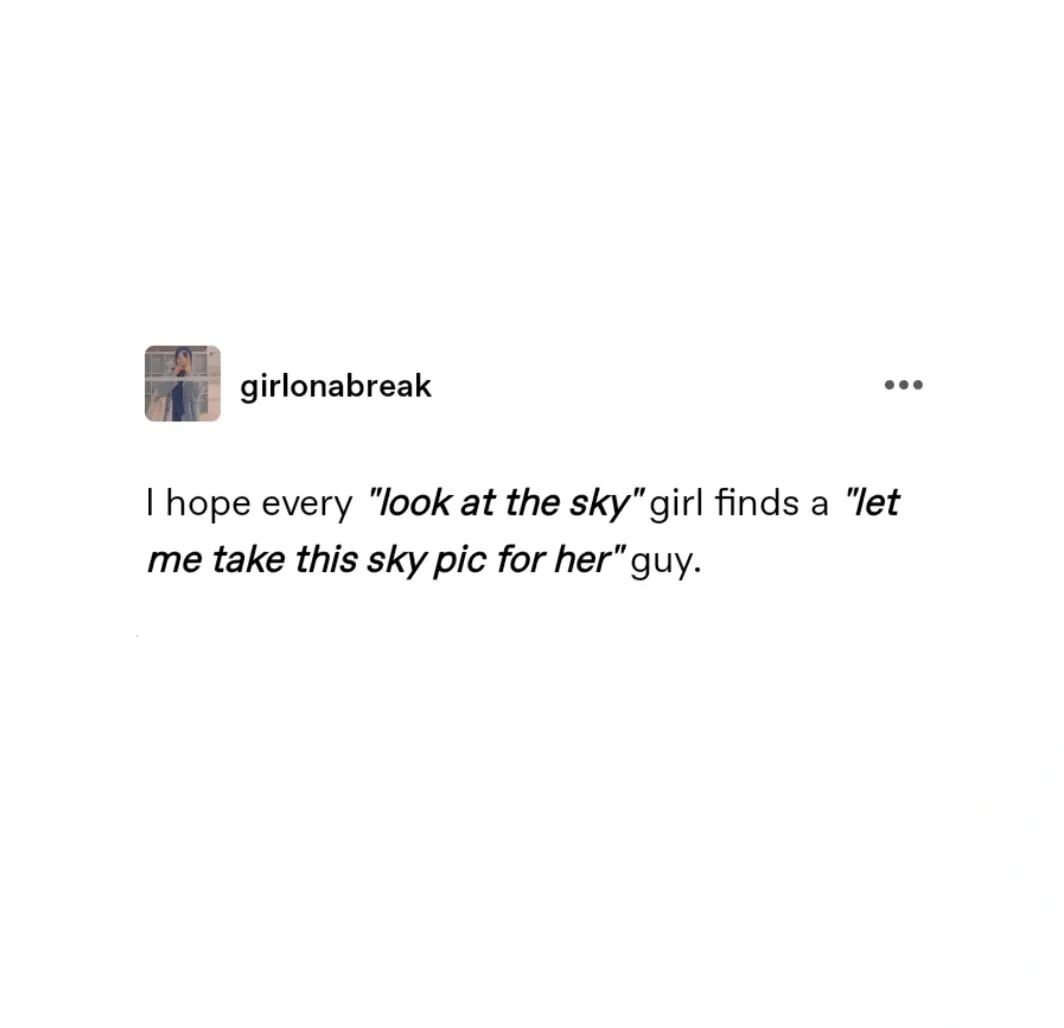 girlonabreak
I hope every "look at the sky" girl finds a "let
me take this sky pic for her" guy.